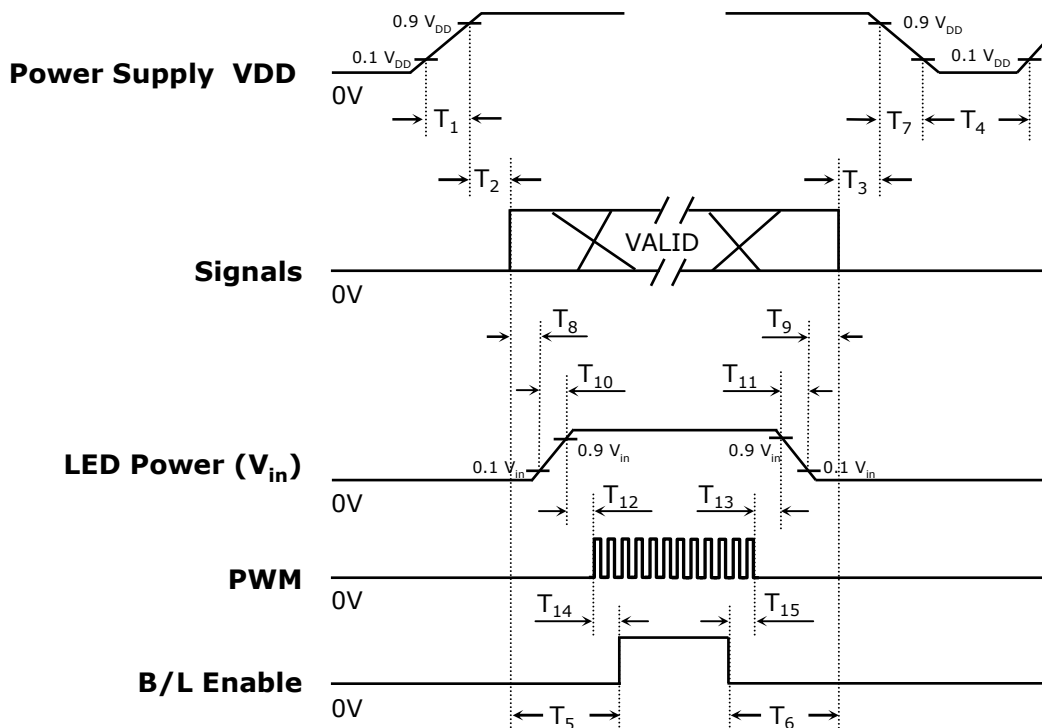 0.9 V_DD
0.9 V_DD
0.1 V_DD
0.1 V_DD
Power Supply VDD
0V
T_1
T_7
T_4
T_2
T_3
VALID
Signals
0V
T_8
T_9
T_10
T_11
LED Power (V_in)
0.9 V_in
0.9 V_in
0.1 V_in
0.1 V_in
0V
T_12
T_13
PWM
0V
T_14
T_15
B/L Enable
0V
T_5
T_6